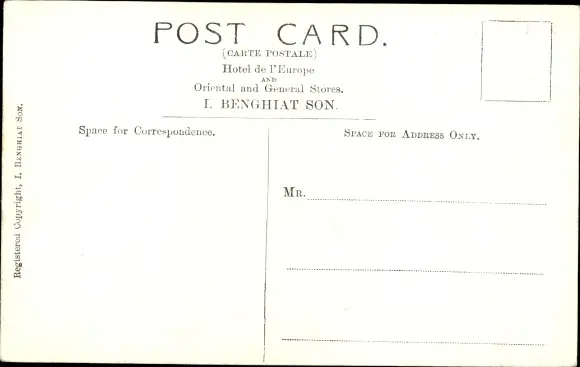 POST CARD.
(CARTE POSTALE)
Hotel de l'Europe
AND
Oriental and General Stores.
I. BENGHIAT SON.
Space for Correspondence.
SPACE FOR ADDRESS ONLY.
MR.
Registered Copyright, I. BENGHIAT SON.